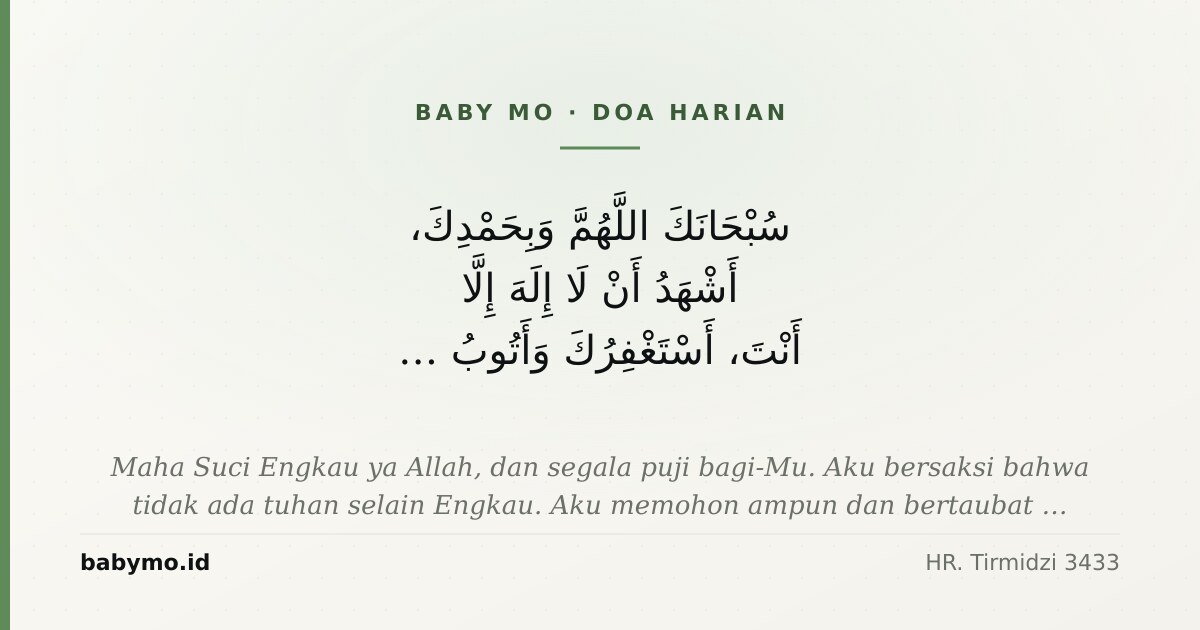 BABY MO · DOA HARIAN
سُبْحَانَكَ اللَّهُمَّ وَبِحَمْدِكَ،
أَشْهَدُ أَنْ لَا إِلَهَ إِلَّا
أَنْتَ، أَسْتَغْفِرُكَ وَأَتُوبُ ...
Maha Suci Engkau ya Allah, dan segala puji bagi-Mu. Aku bersaksi bahwa
tidak ada tuhan selain Engkau. Aku memohon ampun dan bertaubat ...
babymo.id
HR. Tirmidzi 3433